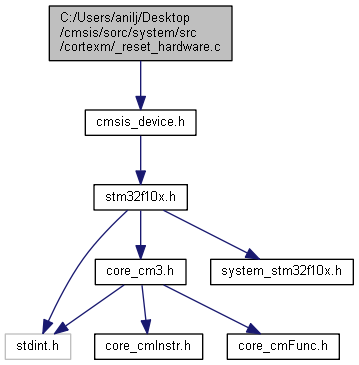 C:/Users/anilj/Desktop
/cmsis/sorc/system/src
/cortexm/_reset_hardware.c
cmsis_device.h
stm32f10x.h
core_cm3.h
system_stm32f10x.h
stdint.h
core_cmInstr.h
core_cmFunc.h